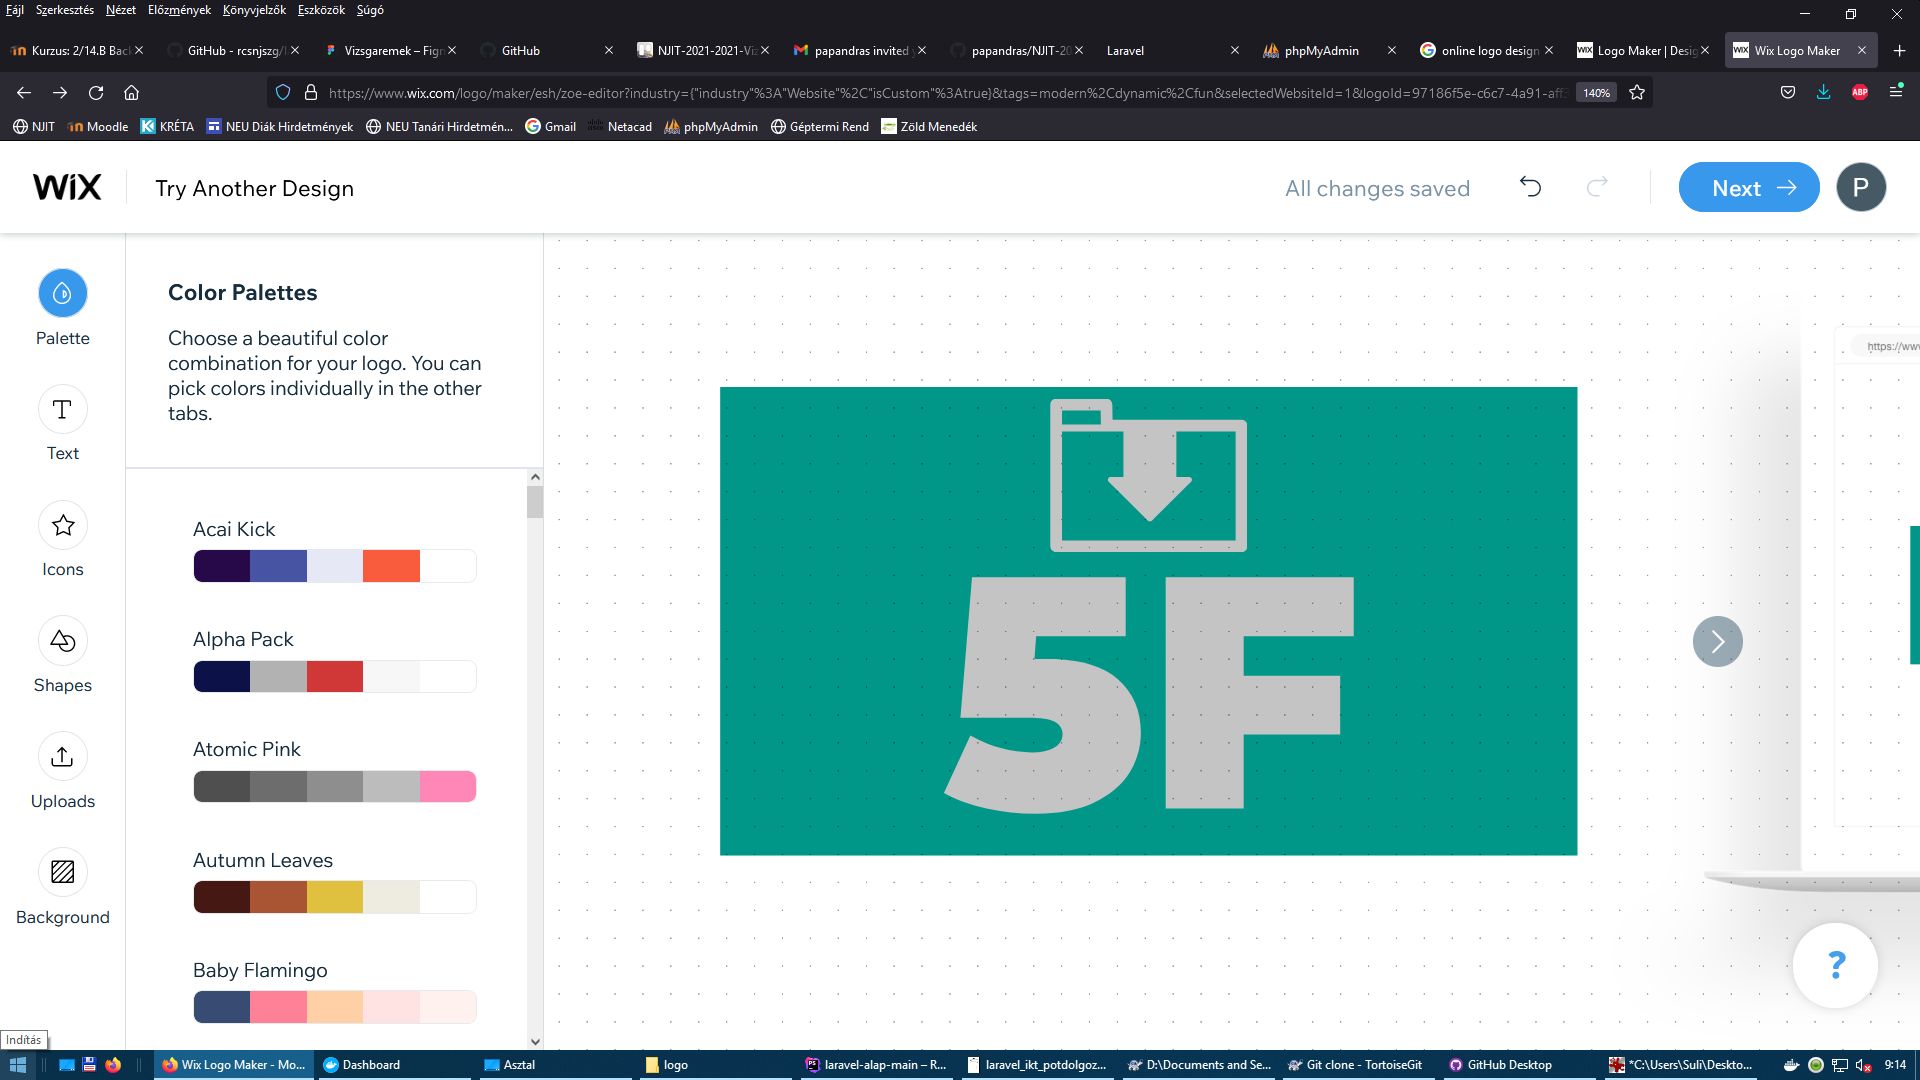 Fájl Szerkesztés Nézet Előzmények Könyvjelzők Eszközök Súgó
Kurzus: 2/14.B Back
GitHub - rcsnjszg/
Vizsgaremek – Figm
GitHub
NJIT-2021-2021-Viz
papandras invited y
papandras/NJIT-20
Laravel
phpMyAdmin
online logo design
Logo Maker | Desig
Wix Logo Maker
https://www.wix.com/logo/maker/esh/zoe-editor?industry={"industry"%3A"Website"%2C"isCustom"%3Atrue}&tags=modern%2Cdynamic%2Cfun&selectedWebsiteId=1&logoId=97186f5e-c6c7-4a91-aff 140% ABP
NJIT Moodle KRÉTA NEU Diák Hirdetmények NEU Tanári Hirdetmén... Gmail Netacad phpMyAdmin Géptermi Rend Zöld Menedék
WiX Try Another Design All changes saved Next P
Palette
Text
Icons
Shapes
Uploads
Background
Color Palettes
Choose a beautiful color
combination for your logo. You can
pick colors individually in the other
tabs.
Acai Kick
Alpha Pack
Atomic Pink
Autumn Leaves
Baby Flamingo
5F
https://www
?
Indítás
Wix Logo Maker - Mo... Dashboard Asztal logo laravel-alap-main – R... laravel_ikt_potdolgoz... D:\Documents and Se... Git clone - TortoiseGit GitHub Desktop *C:\Users\Suli\Deskto... 9:14